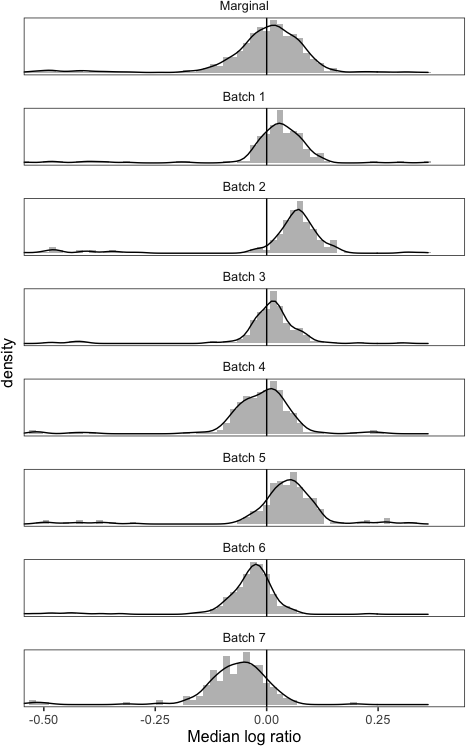 Marginal
Batch 1
Batch 2
Batch 3
density
Batch 4
Batch 5
Batch 6
Batch 7
-0.50 -0.25 0.00 0.25
Median log ratio